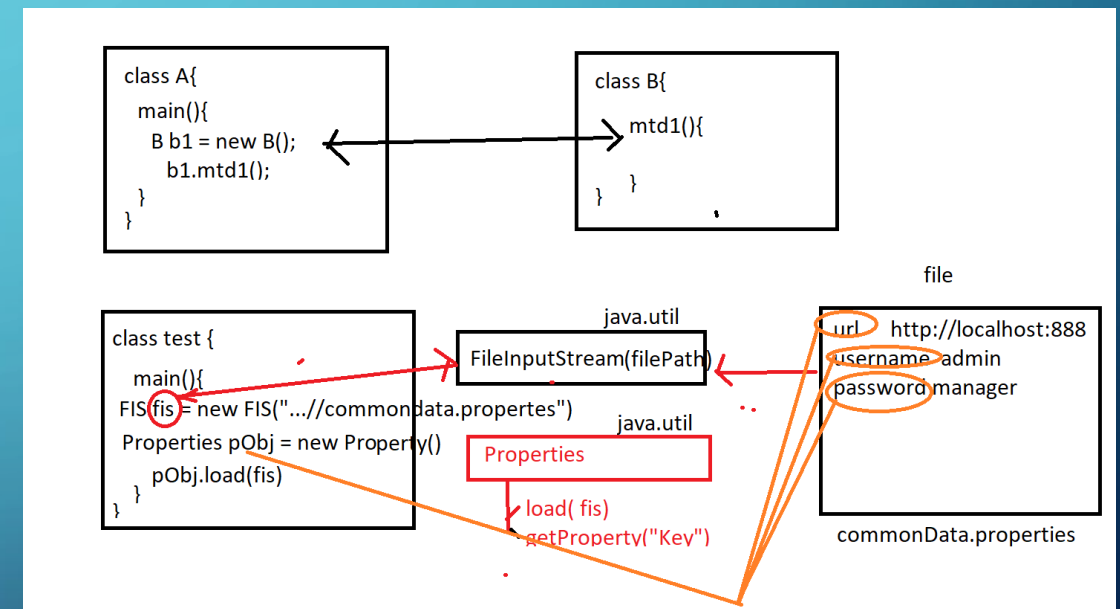 class A{
main(){
B b1 = new B();
b1.mtd1();
}
}
class B{
mtd1(){
}
}
file
class test {
main(){
FIS fis = new FIS("...//commondata.propertes")
Properties pObj = new Property()
pObj.load(fis)
}
}
java.util
FileInputStream(filePath)
java.util
Properties
load( fis)
getProperty("Key")
url http://localhost:888
username admin
password manager
commonData.properties